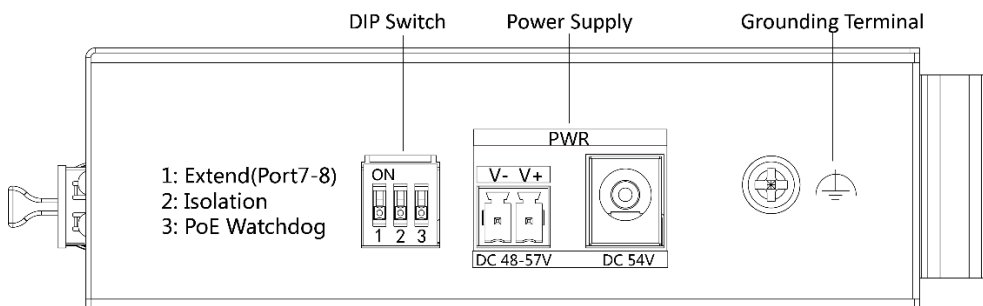 DIP Switch
Power Supply
Grounding Terminal
PWR
1: Extend(Port7-8)
2: Isolation
3: PoE Watchdog
ON
1 2 3
V- V+
DC 48-57V
DC 54V